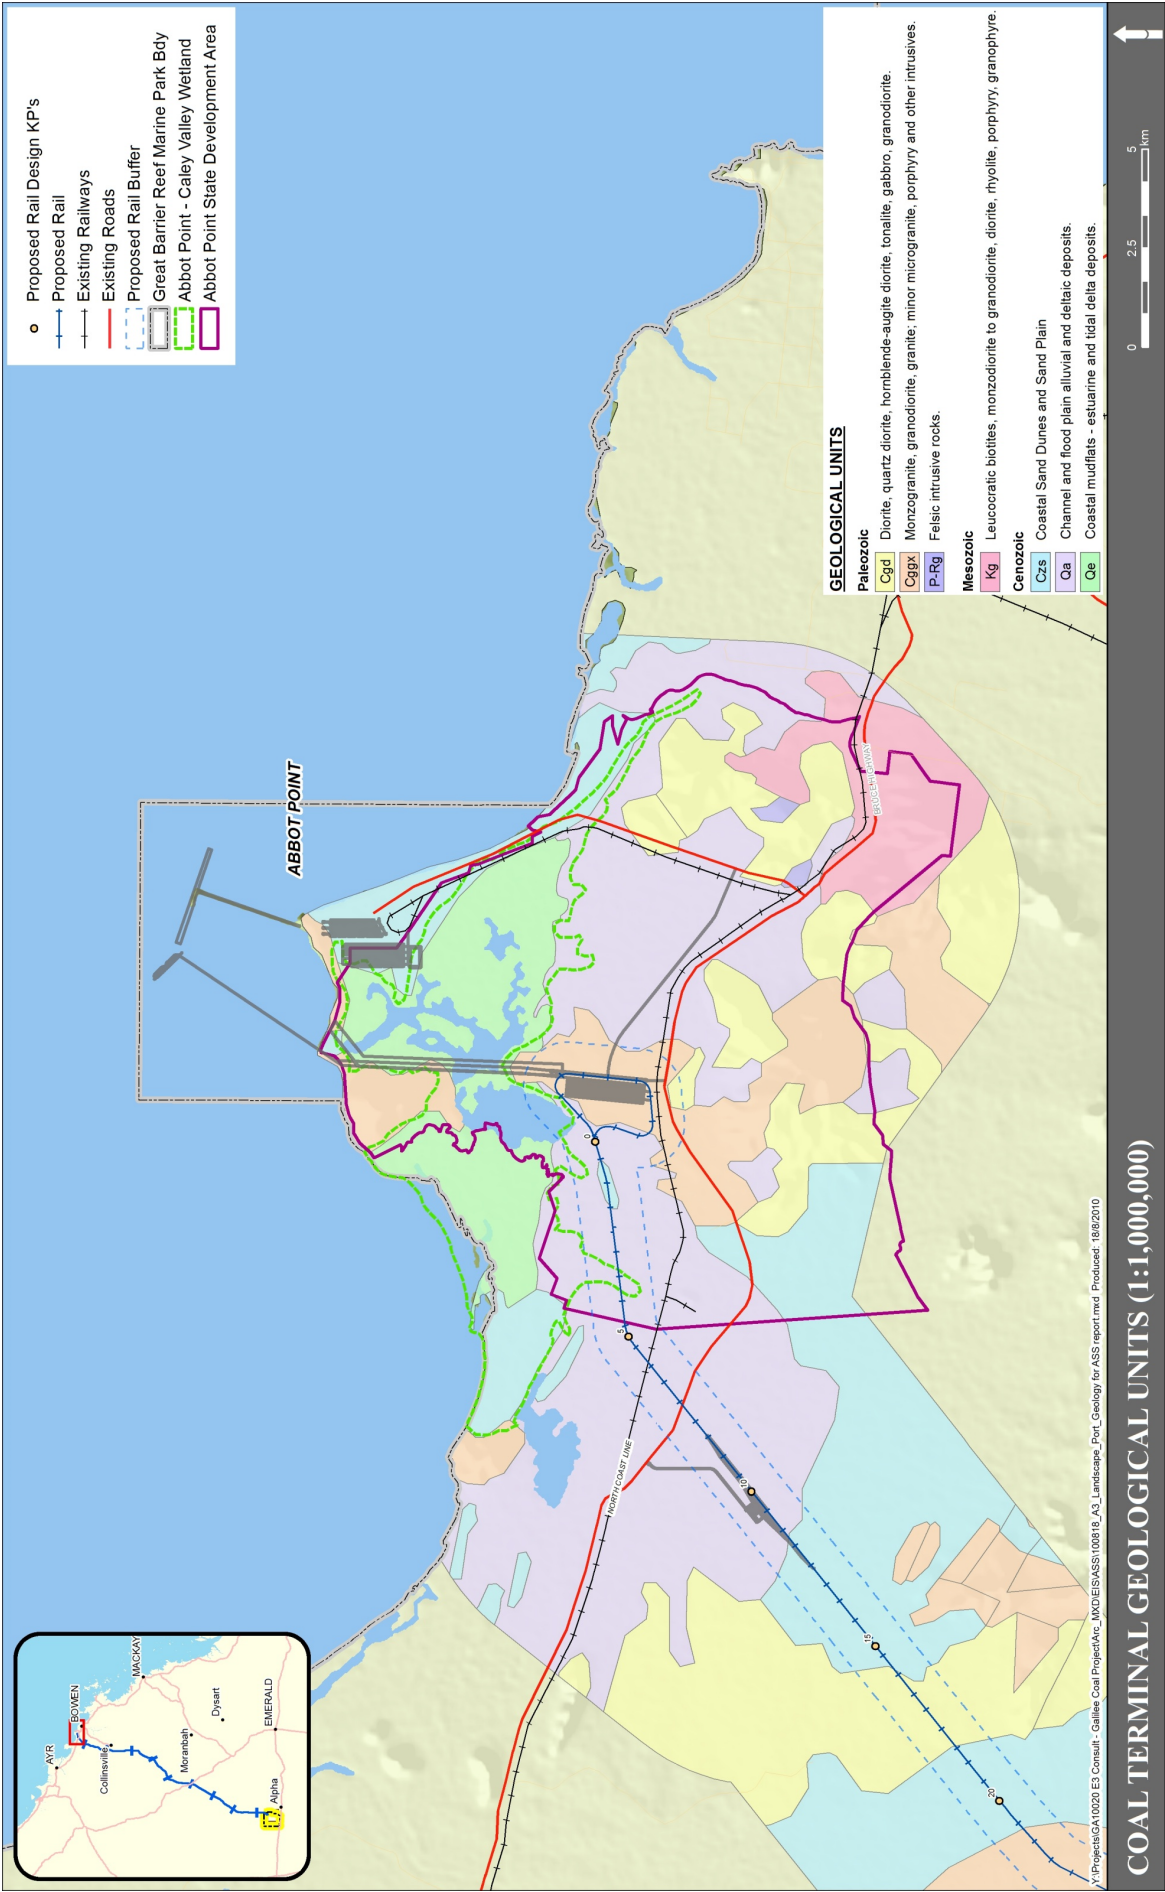 Proposed Rail Design KP's
Proposed Rail
Existing Railways
Existing Roads
Proposed Rail Buffer
Great Barrier Reef Marine Park Bdy
Abbot Point - Caley Valley Wetland
Abbot Point State Development Area
ABBOT POINT
AYR
BOWEN
Collinsville
MACKAY
Moranbah
Dysart
Alpha
EMERALD
0
5
10
15
20
NORTH COAST LINE
BRUCE HIGHWAY
GEOLOGICAL UNITS
Paleozoic
Cgd Diorite, quartz diorite, hornblende-augite diorite, tonalite, gabbro, granodiorite.
Cggx Monzogranite, granodiorite, granite; minor microgranite, porphyry and other intrusives.
P-Rg Felsic intrusive rocks.
Mesozoic
Kg Leucocratic biotites, monzodiorite to granodiorite, diorite, rhyolite, porphyry, granophyre.
Cenozoic
Czs Coastal Sand Dunes and Sand Plain
Qa Channel and flood plain alluvial and deltaic deposits.
Qe Coastal mudflats - estuarine and tidal delta deposits.
Y:\Projects\GA10020 E3 Consult - Galilee Coal Project\Arc_MXD\EIS\ASS\100818_A3_Landscape_Port_Geology for ASS report.mxd Produced: 18/8/2010
COAL TERMINAL GEOLOGICAL UNITS (1:1,000,000)
0 2.5 5
km